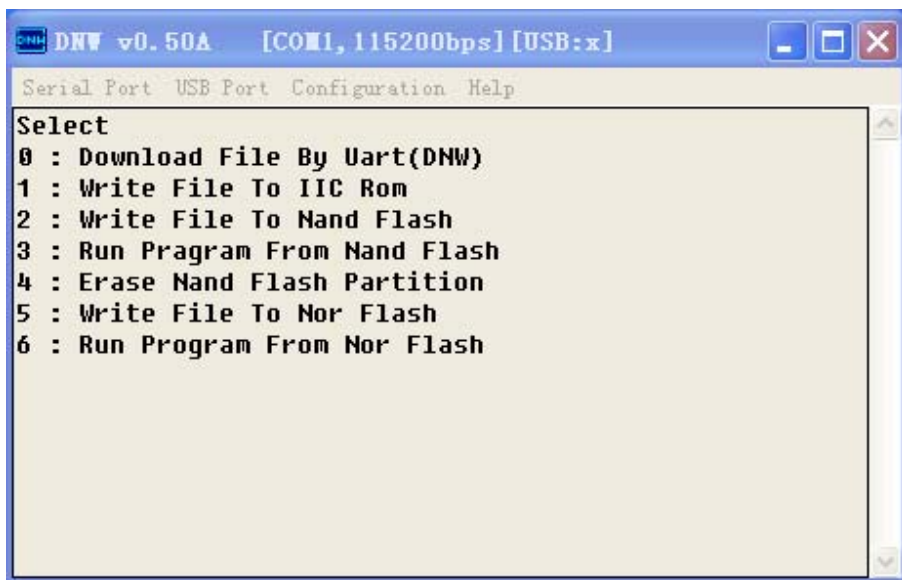 DNW DNW v0.50A [COM1,115200bps][USB:x]
Serial Port USB Port Configuration Help
Select
0 : Download File By Uart(DNW)
1 : Write File To IIC Rom
2 : Write File To Nand Flash
3 : Run Pragram From Nand Flash
4 : Erase Nand Flash Partition
5 : Write File To Nor Flash
6 : Run Program From Nor Flash